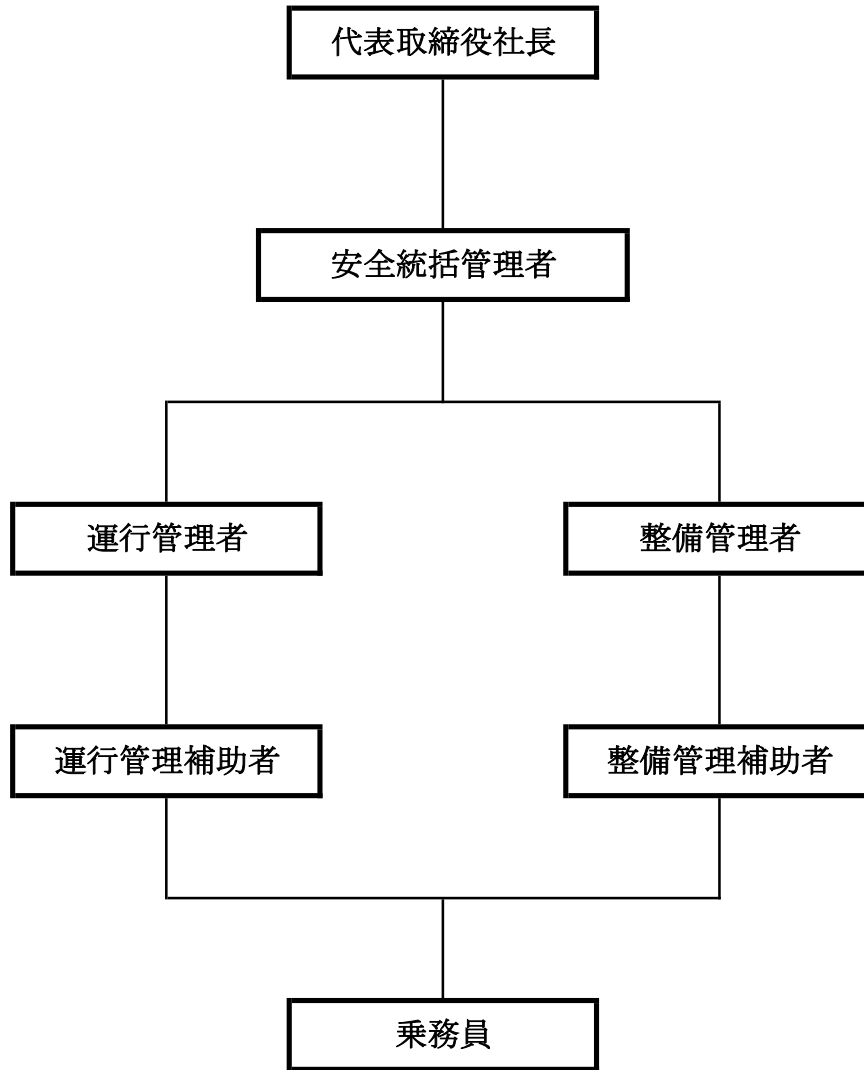 代表取締役社長
安全統括管理者
運行管理者
整備管理者
運行管理補助者
整備管理補助者
乗務員